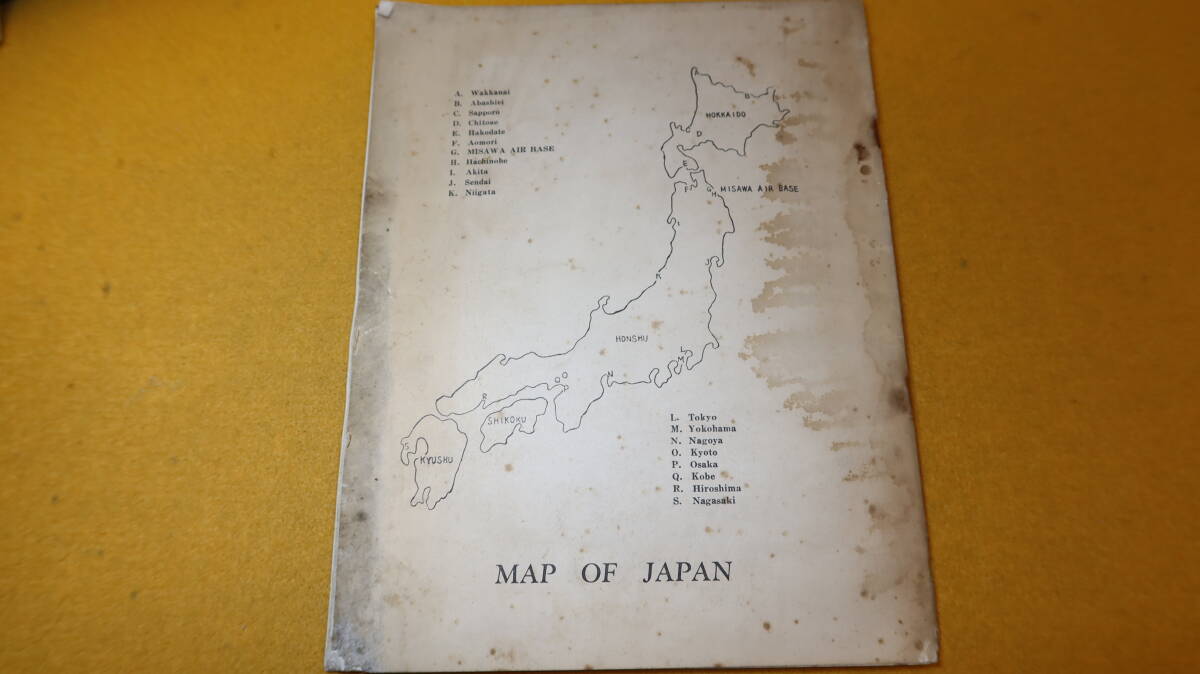 A. Wakkanai
B. Abashiri
C. Sapporo
D. Chitose
E. Hakodate
F. Aomori
G. MISAWA AIR BASE
H. Hachinohe
I. Akita
J. Sendai
K. Niigata
B
HOKKAIDO
C D
E
F G H MISAWA AIR BASE
I
J
K
HONSHU
L
M
N
O
Q P
R
SHIKOKU
S
KYUSHU
L. Tokyo
M. Yokohama
N. Nagoya
O. Kyoto
P. Osaka
Q. Kobe
R. Hiroshima
S. Nagasaki
MAP OF JAPAN